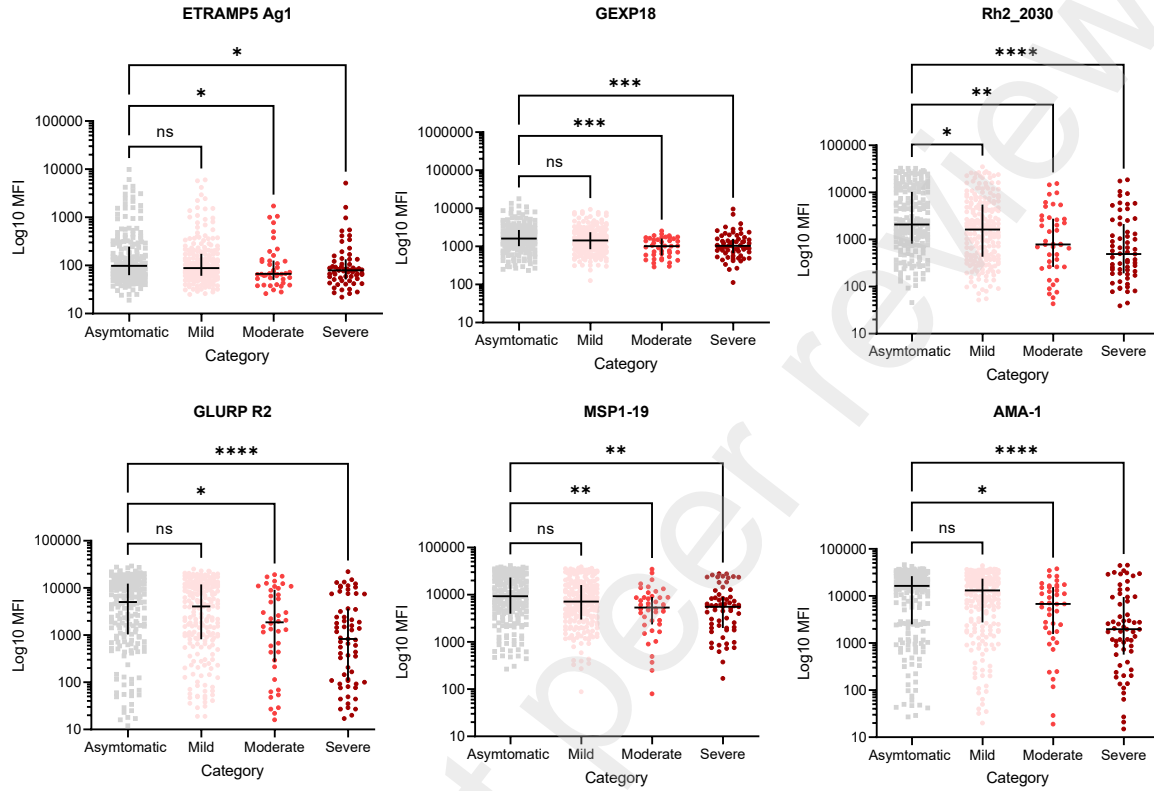 ETRAMP5 Ag1
*
*
ns
Log10 MFI
100000
10000
1000
100
10
Asymtomatic Mild Moderate Severe
Category
GEXP18
***
***
ns
Log10 MFI
1000000
100000
10000
1000
100
10
Asymtomatic Mild Moderate Severe
Category
Rh2_2030
****
**
*
Log10 MFI
100000
10000
1000
100
10
Asymtomatic Mild Moderate Severe
Category
GLURP R2
****
*
ns
Log10 MFI
100000
10000
1000
100
10
Asymtomatic Mild Moderate Severe
Category
MSP1-19
**
**
ns
Log10 MFI
100000
10000
1000
100
10
Asymtomatic Mild Moderate Severe
Category
AMA-1
****
*
ns
Log10 MFI
100000
10000
1000
100
10
Asymtomatic Mild Moderate Severe
Category
t peer review